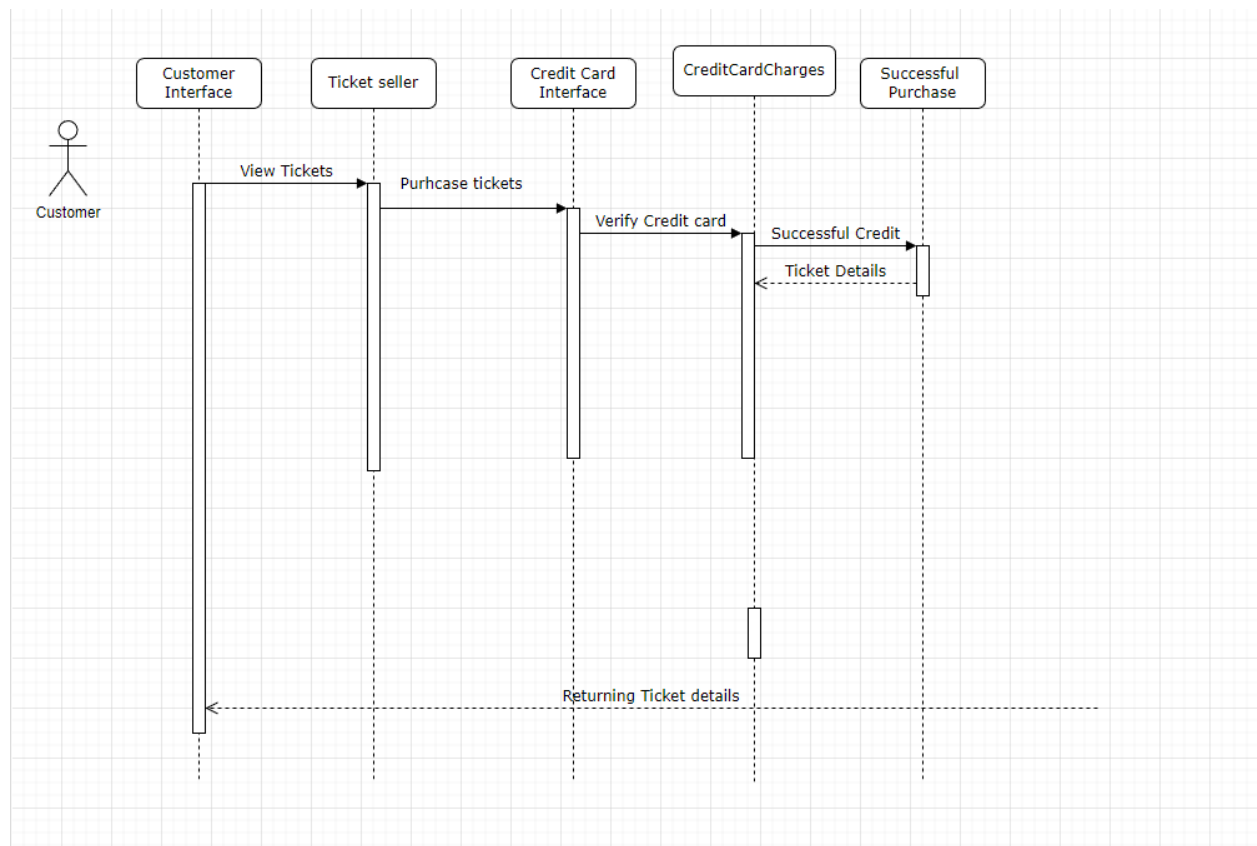 Customer
Interface
Ticket seller
Credit Card
Interface
CreditCardCharges
Successful
Purchase
Customer
View Tickets
Purhcase tickets
Verify Credit card
Successful Credit
Ticket Details
Returning Ticket details